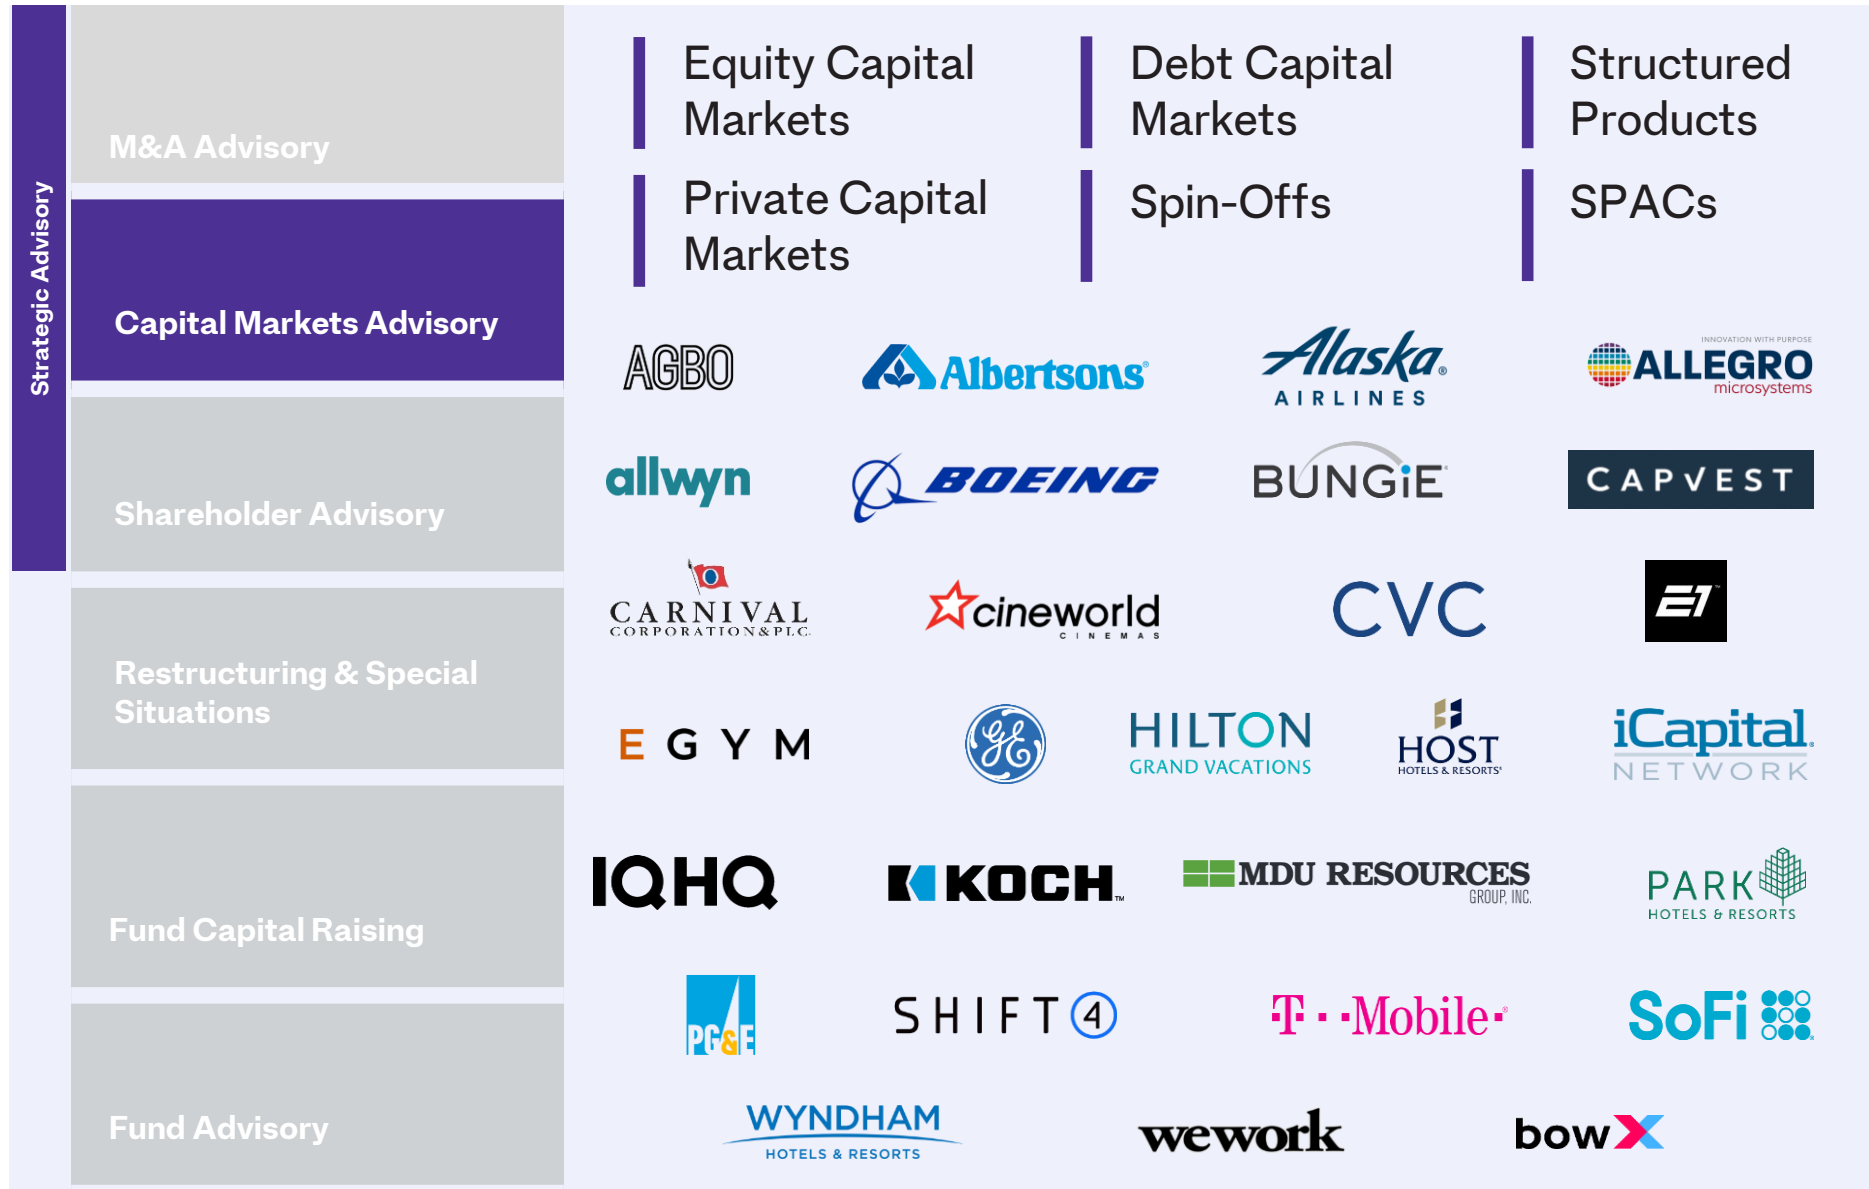 Strategic Advisory
M&A Advisory
Capital Markets Advisory
Shareholder Advisory
Restructuring & Special
Situations
Fund Capital Raising
Fund Advisory
Equity Capital
Markets
Debt Capital
Markets
Structured
Products
Private Capital
Markets
Spin-Offs
SPACs
AGBO
Albertsons®
Alaska®
AIRLINES
INNOVATION WITH PURPOSE
ALLEGRO
microsystems
allwyn
BOEING
BUNGiE
CAPVEST
CARNIVAL
CORPORATION&PLC
cineworld
CINEMAS
CVC
E1™
EGYM
GE
HILTON
GRAND VACATIONS
HOST
HOTELS & RESORTS®
iCapital®
NETWORK
IQHQ
KOCH™
MDU RESOURCES
GROUP, INC.
PARK
HOTELS & RESORTS
PG&E
SHIFT4
T··Mobile·®
SoFi
WYNDHAM
HOTELS & RESORTS
wework
bowX